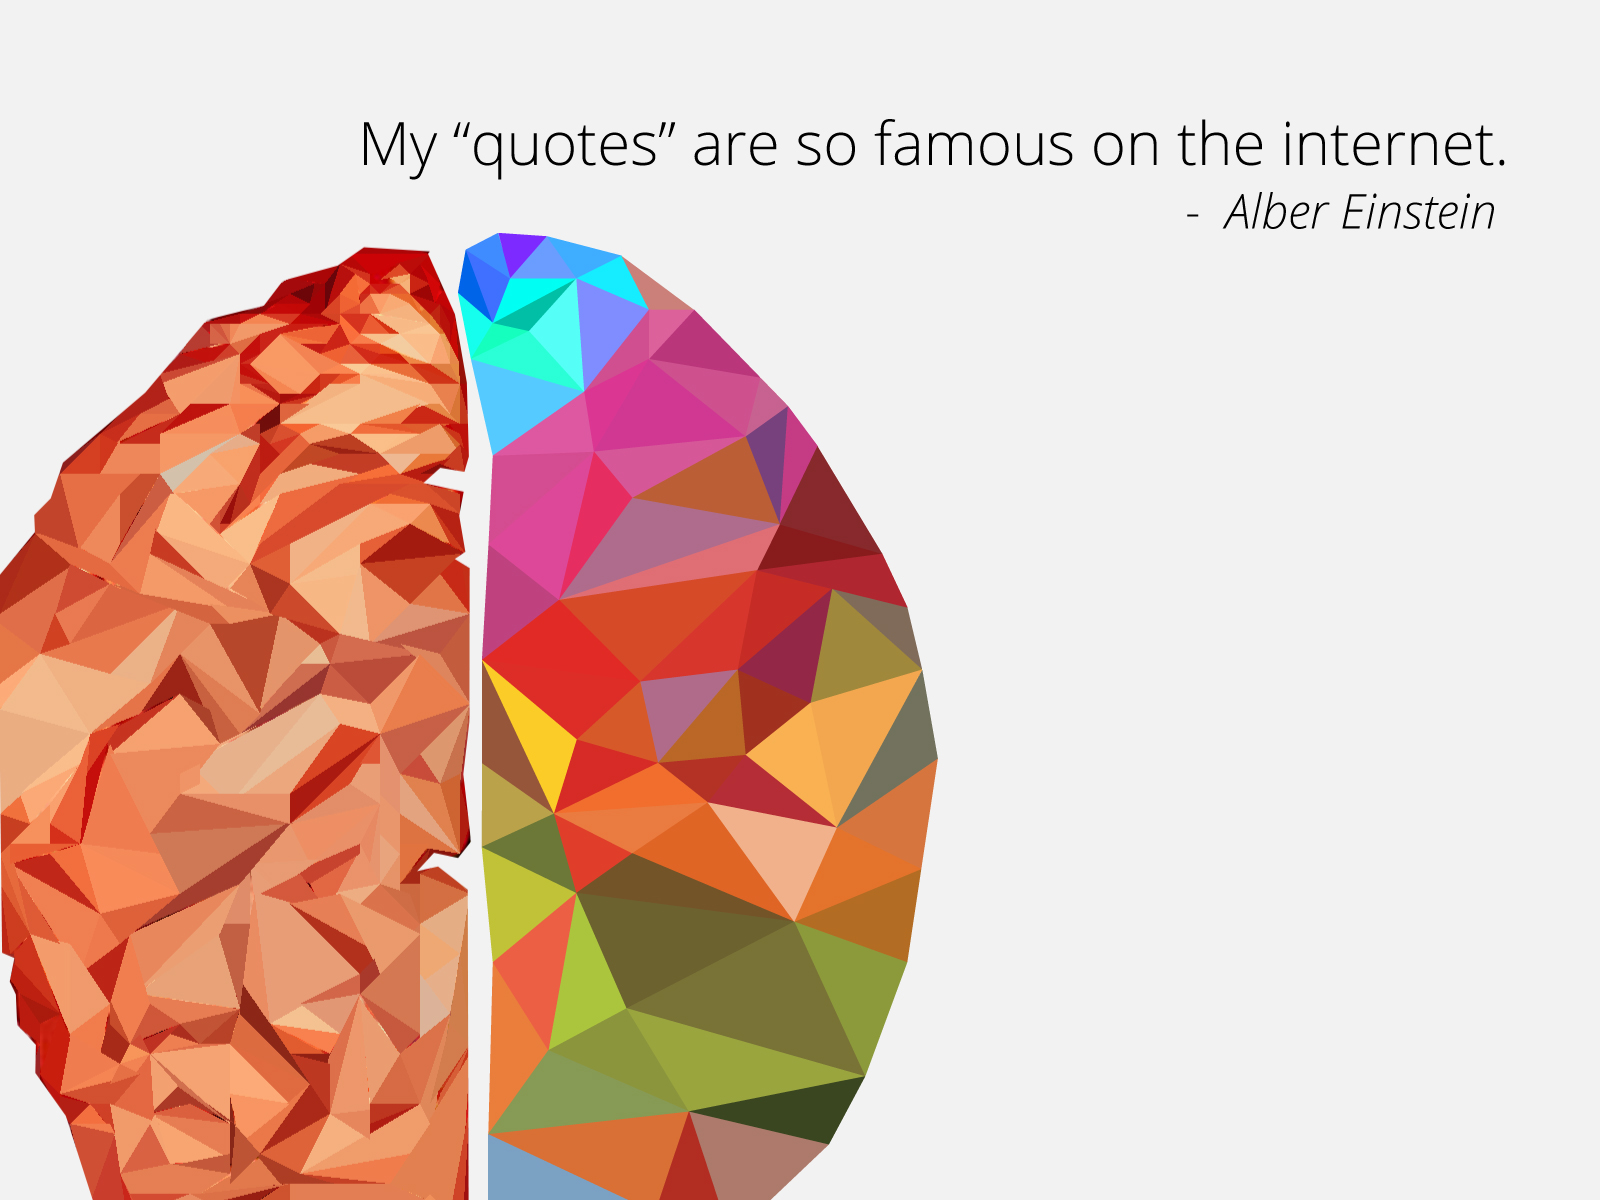 My “quotes” are so famous on the internet.
- Alber Einstein